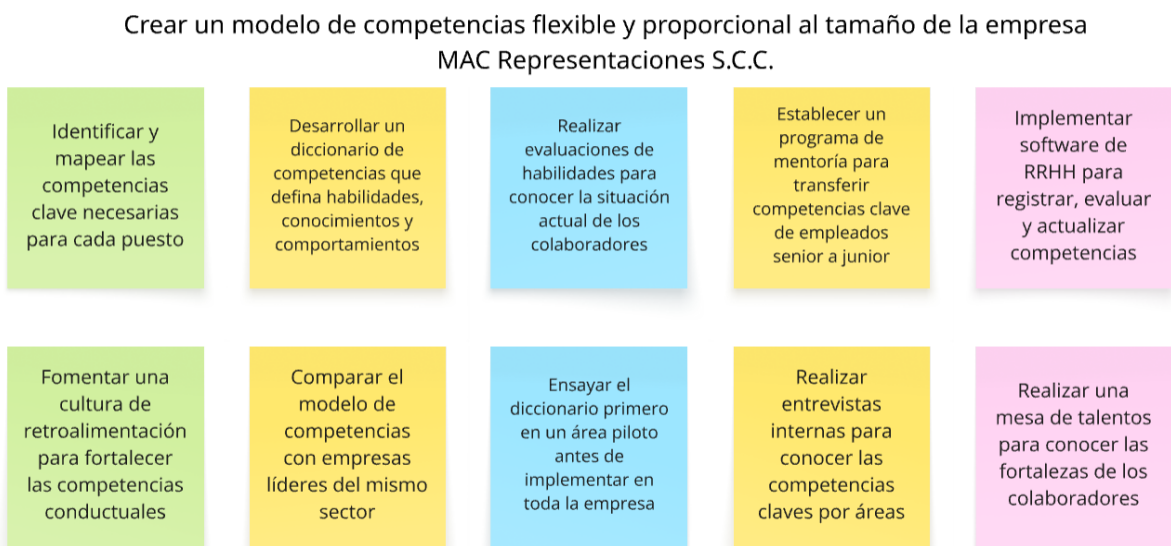 Crear un modelo de competencias flexible y proporcional al tamaño de la empresa
MAC Representaciones S.C.C.
Identificar y
mapear las
competencias
clave necesarias
para cada puesto
Desarrollar un
diccionario de
competencias que
defina habilidades,
conocimientos y
comportamientos
Realizar
evaluaciones de
habilidades para
conocer la situación
actual de los
colaboradores
Establecer un
programa de
mentoría para
transferir
competencias clave
de empleados
senior a junior
Implementar
software de
RRHH para
registrar, evaluar
y actualizar
competencias
Fomentar una
cultura de
retroalimentación
para fortalecer
las competencias
conductuales
Comparar el
modelo de
competencias
con empresas
líderes del mismo
sector
Ensayar el
diccionario primero
en un área piloto
antes de
implementar en
toda la empresa
Realizar
entrevistas
internas para
conocer las
competencias
claves por áreas
Realizar una
mesa de talentos
para conocer las
fortalezas de los
colaboradores